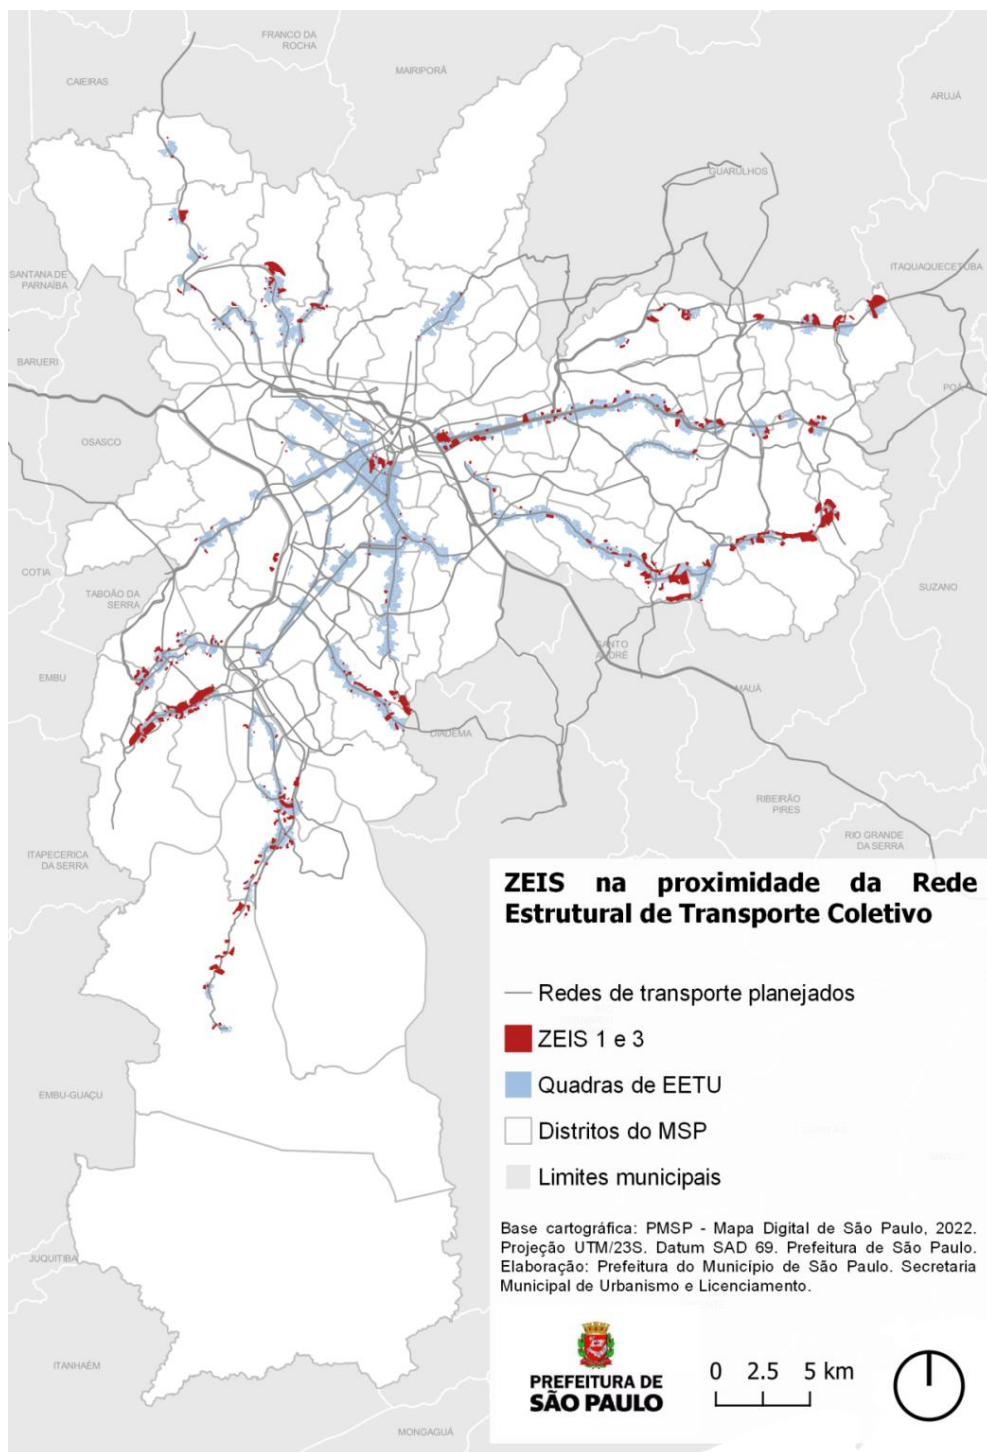 FRANCO DA
ROCHA
MAIRIPORÃ
CAIEIRAS
ARUJÁ
GUARULHOS
ITAQUAQUECETUBA
SANTANA DE
PARNAÍBA
BARUERI
POÁ
OSASCO
COTIA
SUZANO
TABOÃO DA
SERRA
SANTO
ANDRÉ
EMBU
MAUÁ
DIADEMA
RIBEIRÃO
PIRES
RIO GRANDE
DA SERRA
ITAPECERICA
DA SERRA
EMBU-GUAÇU
JUQUITIBA
ITANHAÉM
MONGAGUÁ
ZEIS na proximidade da Rede
Estrutural de Transporte Coletivo
Redes de transporte planejados
ZEIS 1 e 3
Quadras de EETU
Distritos do MSP
Limites municipais
Base cartográfica: PMSP - Mapa Digital de São Paulo, 2022.
Projeção UTM/23S. Datum SAD 69. Prefeitura de São Paulo.
Elaboração: Prefeitura do Município de São Paulo. Secretaria
Municipal de Urbanismo e Licenciamento.
PREFEITURA DE
SÃO PAULO
0 2.5 5 km